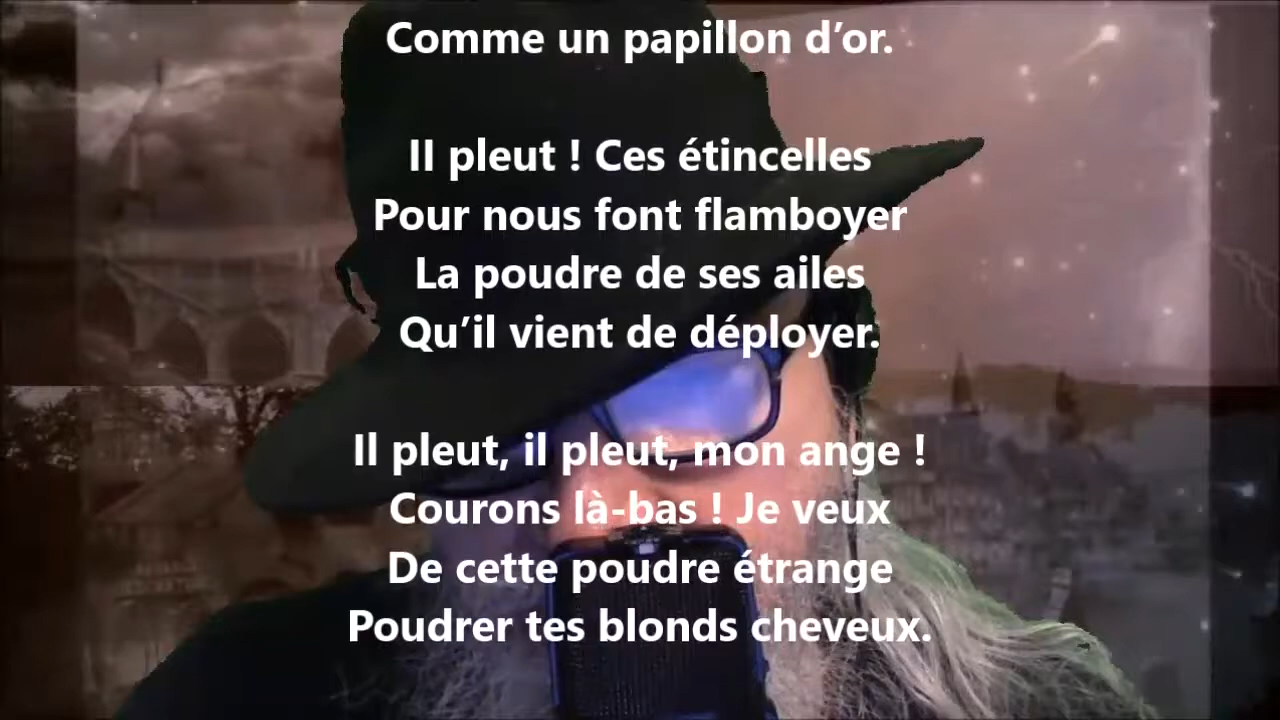 Comme un papillon d’or.
Il pleut ! Ces étincelles
Pour nous font flamboyer
La poudre de ses ailes
Qu’il vient de déployer.
Il pleut, il pleut, mon ange !
Courons là-bas ! Je veux
De cette poudre étrange
Poudrer tes blonds cheveux.